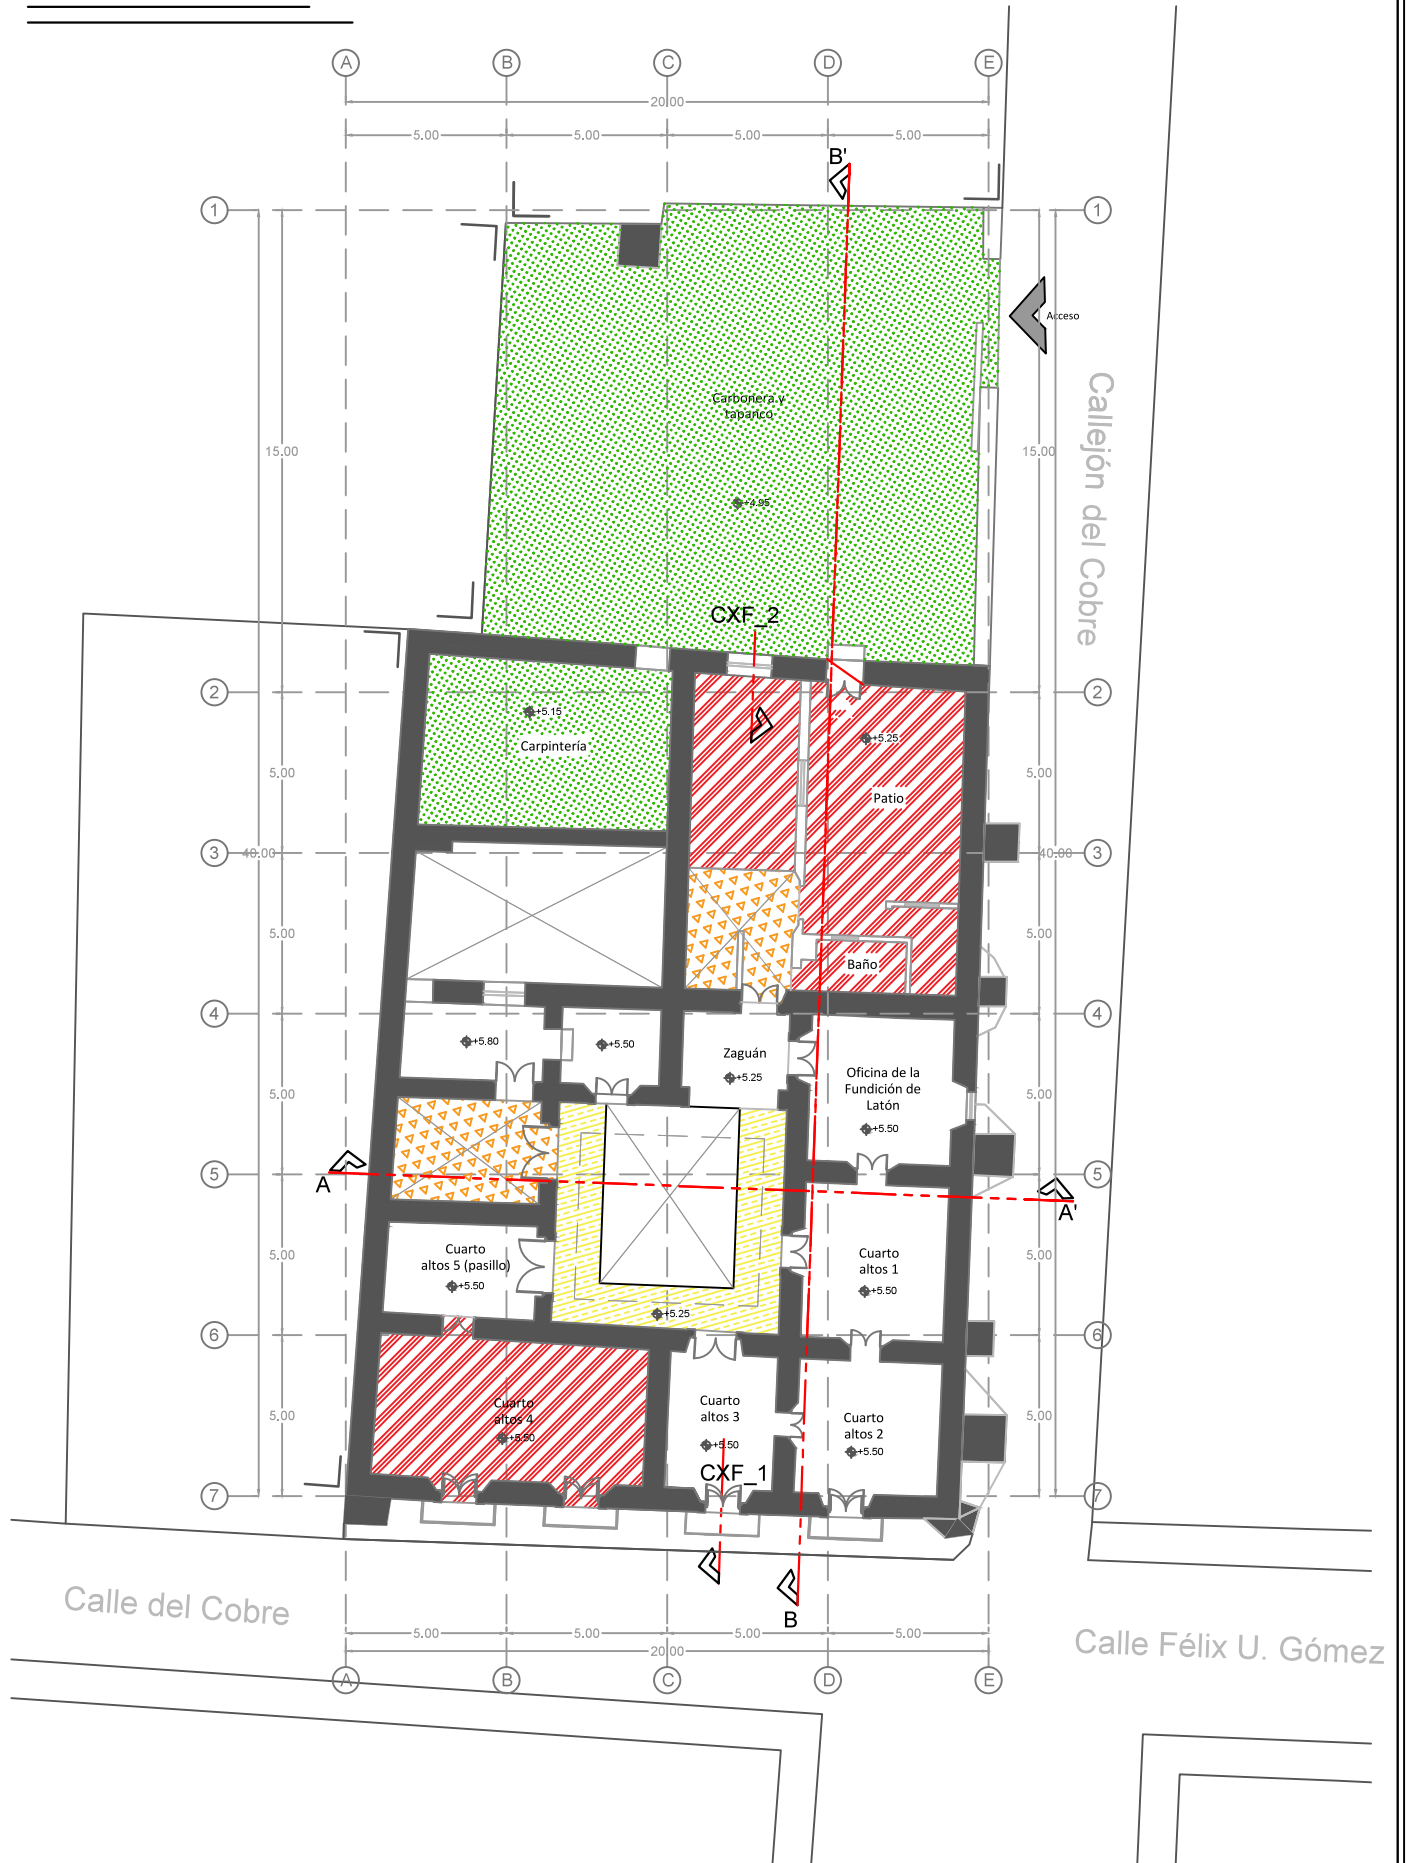 A B C D E
20.00
5.00 5.00 5.00 5.00
B'
1 1
Acceso
Carbonera y
tapanco
15.00 15.00
Callejón del Cobre
+4.95
CXF_2
2 2
+5.15
Carpintería
+5.25
5.00 5.00
Patio
3 40.00 40.00 3
5.00 5.00
Baño
4 4
+5.80
+5.50
Zaguán
+5.25
Oficina de la
Fundición de
Latón
5.00 5.00
+5.50
5 5
A A'
Cuarto
altos 5 (pasillo)
+5.50
5.00 5.00
Cuarto
altos 1
+5.50
+5.25
6 6
Cuarto
altos 4
+5.50
Cuarto
altos 3
+5.50
Cuarto
altos 2
+5.50
5.00 5.00
CXF_1
7 7
B
Calle del Cobre
Calle Félix U. Gómez
5.00 5.00 5.00 5.00
20.00
A B C D E